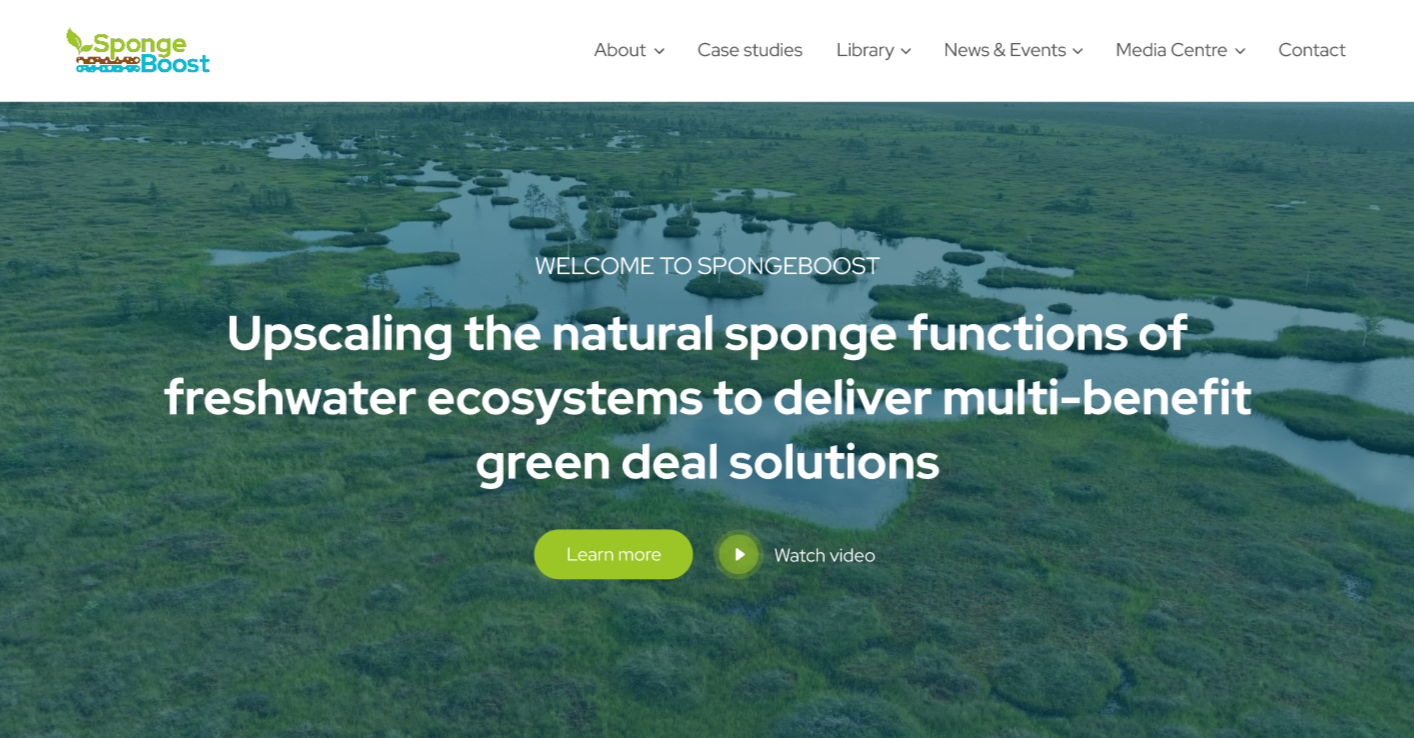 Sponge
Boost
About
Case studies
Library
News & Events
Media Centre
Contact
WELCOME TO SPONGEBOOST
Upscaling the natural sponge functions of
freshwater ecosystems to deliver multi-benefit
green deal solutions
Learn more
Watch video